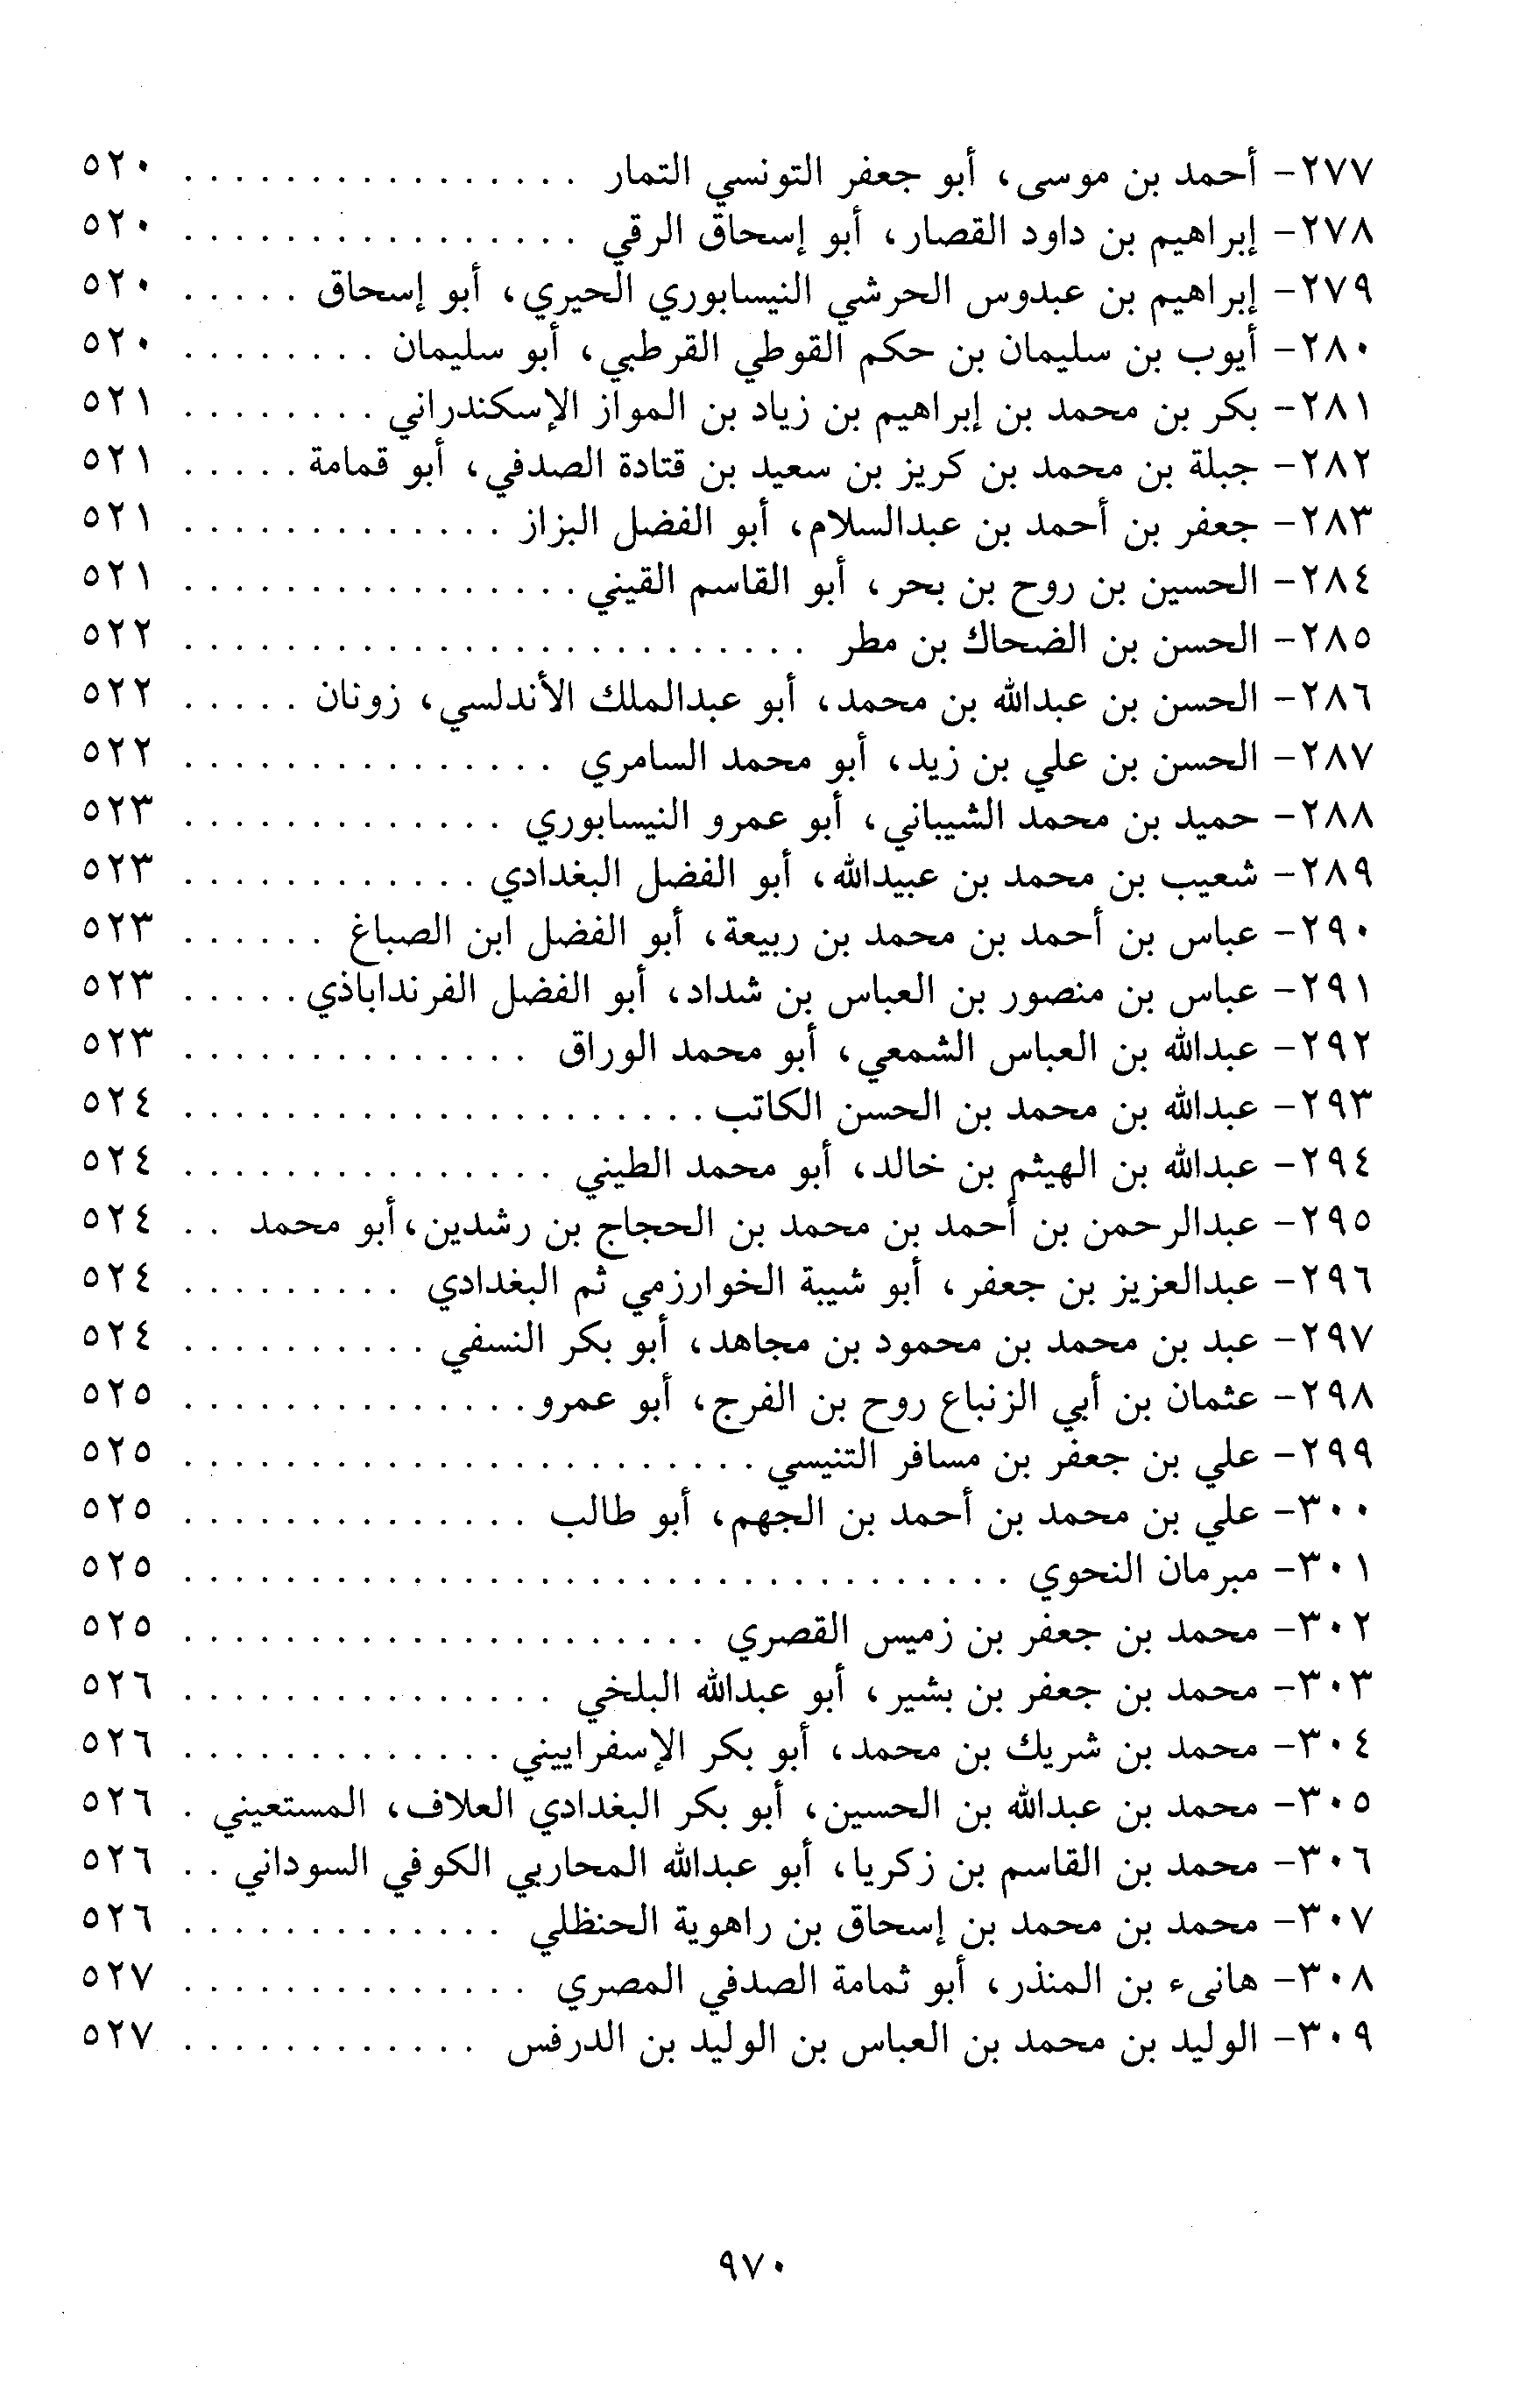 ٢٧٧- أحمد بن موسى، أبو جعفر التونسي التمار . . . . . . . . . . . . . . . . ٥٢٠
٢٧٨- إبراهيم بن داود القصار، أبو إسحاق الرقي . . . . . . . . . . . . . . . . ٥٢٠
٢٧٩- إبراهيم بن عبدوس الحرشي النيسابوري الحيري، أبو إسحاق . . . . . ٥٢٠
٢٨٠- أيوب بن سليمان بن حكم القوطي القرطبي، أبو سليمان . . . . . . . . ٥٢٠
٢٨١- بكر بن محمد بن إبراهيم بن زياد بن المواز الإسكندراني . . . . . . . . ٥٢١
٢٨٢- جبلة بن محمد بن كريز بن سعيد بن قتادة الصدفي، أبو قمامة . . . . . ٥٢١
٢٨٣- جعفر بن أحمد بن عبدالسلام، أبو الفضل البزاز . . . . . . . . . . . . . ٥٢١
٢٨٤- الحسين بن روح بن بحر، أبو القاسم القيني . . . . . . . . . . . . . . . . ٥٢١
٢٨٥- الحسن بن الضحاك بن مطر . . . . . . . . . . . . . . . . . . . . . . . . . ٥٢٢
٢٨٦- الحسن بن عبدالله بن محمد، أبو عبدالملك الأندلسي، زونان . . . . . ٥٢٢
٢٨٧- الحسن بن علي بن زيد، أبو محمد السامري . . . . . . . . . . . . . . . ٥٢٢
٢٨٨- حميد بن محمد الشيباني، أبو عمرو النيسابوري . . . . . . . . . . . . . ٥٢٣
٢٨٩- شعيب بن محمد بن عبيدالله، أبو الفضل البغدادي . . . . . . . . . . . . ٥٢٣
٢٩٠- عباس بن أحمد بن محمد بن ربيعة، أبو الفضل ابن الصباغ . . . . . . ٥٢٣
٢٩١- عباس بن منصور بن العباس بن شداد، أبو الفضل الفرنداباذي . . . . . ٥٢٣
٢٩٢- عبدالله بن العباس الشمعي، أبو محمد الوراق . . . . . . . . . . . . . . ٥٢٣
٢٩٣- عبدالله بن محمد بن الحسن الكاتب . . . . . . . . . . . . . . . . . . . . . ٥٢٤
٢٩٤- عبدالله بن الهيثم بن خالد، أبو محمد الطيني . . . . . . . . . . . . . . . ٥٢٤
٢٩٥- عبدالرحمن بن أحمد بن محمد بن الحجاج بن رشدين،أبو محمد . . ٥٢٤
٢٩٦- عبدالعزيز بن جعفر، أبو شيبة الخوارزمي ثم البغدادي . . . . . . . . . ٥٢٤
٢٩٧- عبد بن محمد بن محمود بن مجاهد، أبو بكر النسفي . . . . . . . . . . ٥٢٤
٢٩٨- عثمان بن أبي الزنباع روح بن الفرج، أبو عمرو . . . . . . . . . . . . . . ٥٢٥
٢٩٩- علي بن جعفر بن مسافر التنيسي . . . . . . . . . . . . . . . . . . . . . . . ٥٢٥
٣٠٠- علي بن محمد بن أحمد بن الجهم، أبو طالب . . . . . . . . . . . . . . ٥٢٥
٣٠١- مبرمان النحوي . . . . . . . . . . . . . . . . . . . . . . . . . . . . . . . . . ٥٢٥
٣٠٢- محمد بن جعفر بن زميس القصري . . . . . . . . . . . . . . . . . . . . . ٥٢٥
٣٠٣- محمد بن جعفر بن بشير، أبو عبدالله البلخي . . . . . . . . . . . . . . . ٥٢٦
٣٠٤- محمد بن شريك بن محمد، أبو بكر الإسفراييني . . . . . . . . . . . . . ٥٢٦
٣٠٥- محمد بن عبدالله بن الحسين، أبو بكر البغدادي العلاف، المستعيني . ٥٢٦
٣٠٦- محمد بن القاسم بن زكريا، أبو عبدالله المحاربي الكوفي السوداني . . ٥٢٦
٣٠٧- محمد بن محمد بن إسحاق بن راهوية الحنظلي . . . . . . . . . . . . . ٥٢٦
٣٠٨- هانىء بن المنذر، أبو ثمامة الصدفي المصري . . . . . . . . . . . . . . ٥٢٧
٣٠٩- الوليد بن محمد بن العباس بن الوليد بن الدرفس . . . . . . . . . . . . ٥٢٧
٩٧٠